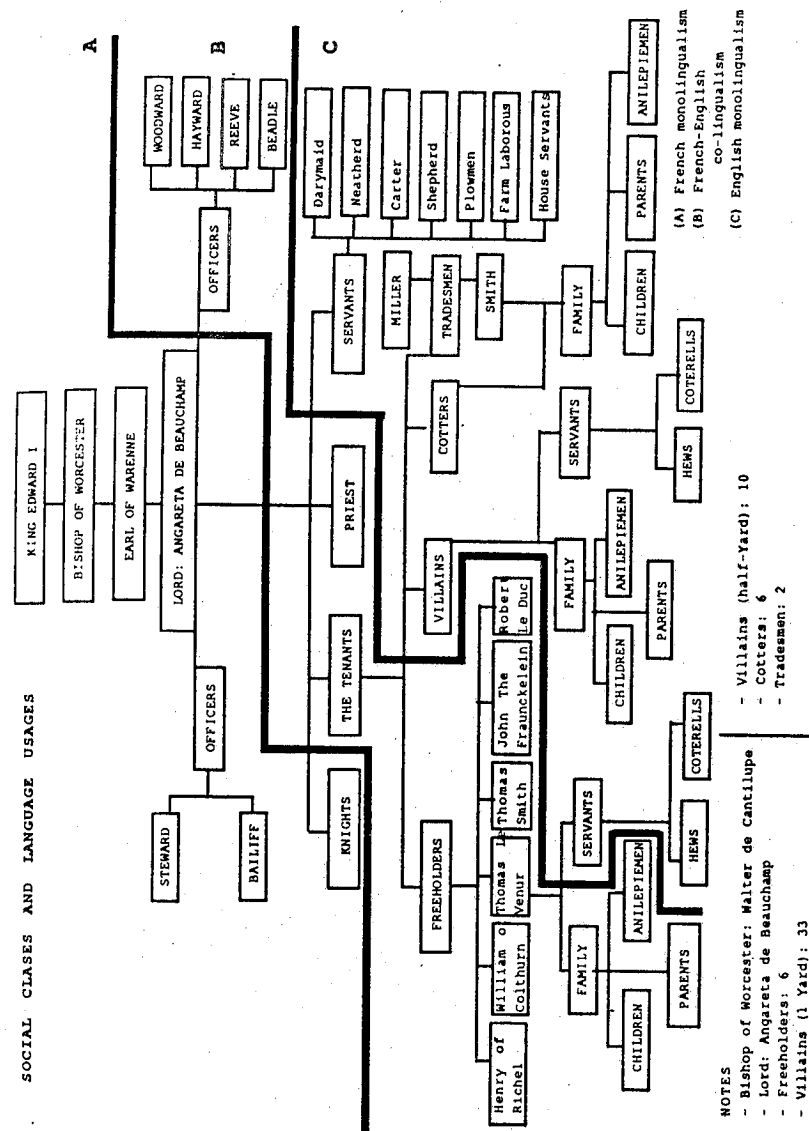 SOCIAL CLASES AND LANGUAGE USAGES
A
B
C
KING EDWARD I
BISHOP OF WORCESTER
EARL OF WARENNE
LORD: ANGARETA DE BEAUCHAMP
OFFICERS
STEWARD
BAILIFF
OFFICERS
WOODWARD
HAYWARD
REEVE
BEADLE
KNIGHTS
THE TENANTS
PRIEST
SERVANTS
Darymaid
Neatherd
Carter
Shepherd
Plowmen
Farm Laborous
House Servants
FREEHOLDERS
VILLAINS
COTTERS
MILLER
TRADESMEN
SMITH
Henry of
Richel
William of
Colthurn
Thomas Le
Venur
Thomas
Smith
John The
Fraunckelein
Robert
Le Duc
FAMILY
SERVANTS
CHILDREN
ANILEPIEMEN
PARENTS
HEWS
COTERELLS
FAMILY
SERVANTS
CHILDREN
ANILEPIEMEN
PARENTS
HEWS
COTERELLS
FAMILY
CHILDREN
PARENTS
ANILEPIEMEN
(A) French monolingualism
(B) French-English
co-lingualism
(C) English monolingualism
NOTES
- Bishop of Worcester: Walter de Cantilupe
- Lord: Angareta de Beauchamp
- Freeholders: 6
- Villains (1 Yard): 33
- Villains (half-Yard): 10
- Cotters: 6
- Tradesmen: 2